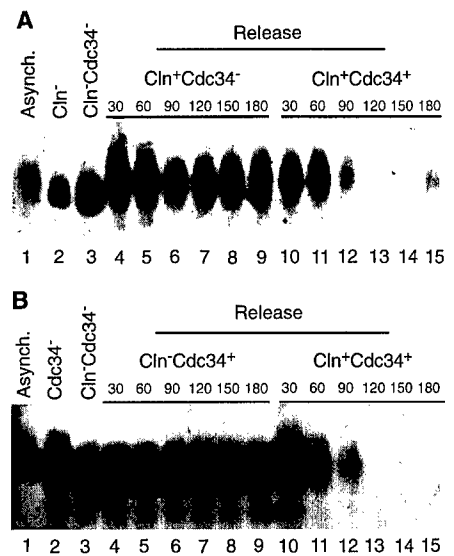 A
Release
Asynch.
Cln⁻
Cln⁻Cdc34⁻
Cln⁺Cdc34⁻
Cln⁺Cdc34⁺
30 60 90 120 150 180 30 60 90 120 150 180
1 2 3 4 5 6 7 8 9 10 11 12 13 14 15
B
Release
Asynch.
Cdc34⁻
Cln⁻Cdc34⁻
Cln⁻Cdc34⁺
Cln⁺Cdc34⁺
30 60 90 120 150 180 30 60 90 120 150 180
1 2 3 4 5 6 7 8 9 10 11 12 13 14 15